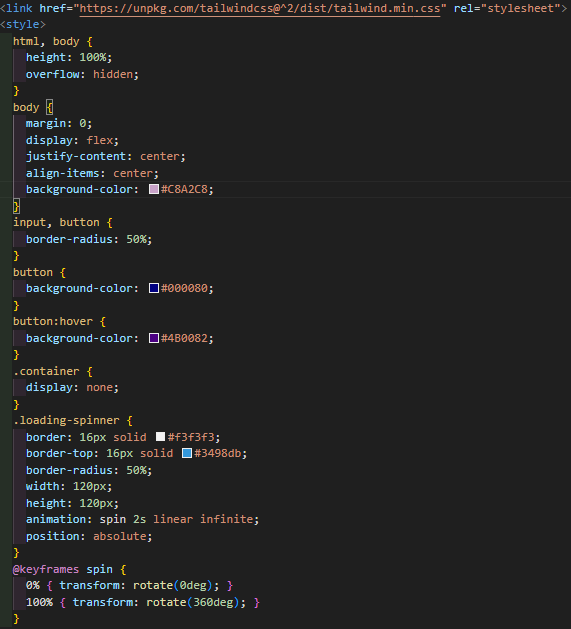 <link href="https://unpkg.com/tailwindcss@^2/dist/tailwind.min.css" rel="stylesheet">
<style>
  html, body {
    height: 100%;
    overflow: hidden;
  }
  body {
    margin: 0;
    display: flex;
    justify-content: center;
    align-items: center;
    background-color: #C8A2C8;
  }
  input, button {
    border-radius: 50%;
  }
  button {
    background-color: #000080;
  }
  button:hover {
    background-color: #4B0082;
  }
  .container {
    display: none;
  }
  .loading-spinner {
    border: 16px solid #f3f3f3;
    border-top: 16px solid #3498db;
    border-radius: 50%;
    width: 120px;
    height: 120px;
    animation: spin 2s linear infinite;
    position: absolute;
  }
  @keyframes spin {
    0% { transform: rotate(0deg); }
    100% { transform: rotate(360deg); }
  }